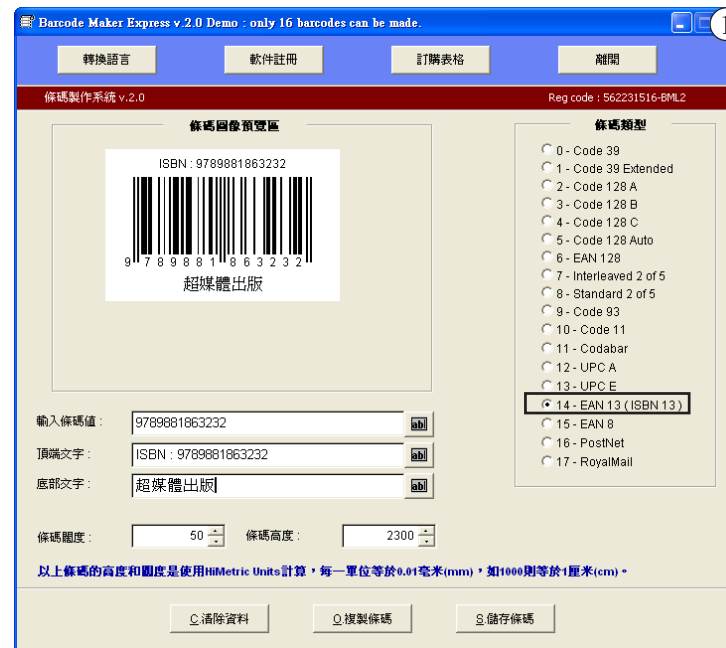 Barcode Maker Express v.2.0 Demo : only 16 barcodes can be made.
1
轉換語言
軟件註冊
訂購表格
離開
條碼製作系統 v.2.0
Reg code : 562231516-BML2
條碼圖像預覽區
ISBN : 9789881863232
9 789881 863232
超媒體出版
條碼類型
0 - Code 39
1 - Code 39 Extended
2 - Code 128 A
3 - Code 128 B
4 - Code 128 C
5 - Code 128 Auto
6 - EAN 128
7 - Interleaved 2 of 5
8 - Standard 2 of 5
9 - Code 93
10 - Code 11
11 - Codabar
12 - UPC A
13 - UPC E
14 - EAN 13 ( ISBN 13 )
15 - EAN 8
16 - PostNet
17 - RoyalMail
輸入條碼值 : 9789881863232 ab
頂端文字 : ISBN : 9789881863232 ab
底部文字 : 超媒體出版 ab
條碼闊度 : 50 條碼高度 : 2300
以上條碼的高度和闊度是使用HiMetric Units計算，每一單位等於0.01毫米(mm)，如1000則等於1厘米(cm)。
C.清除資料
O.複製條碼
S.儲存條碼